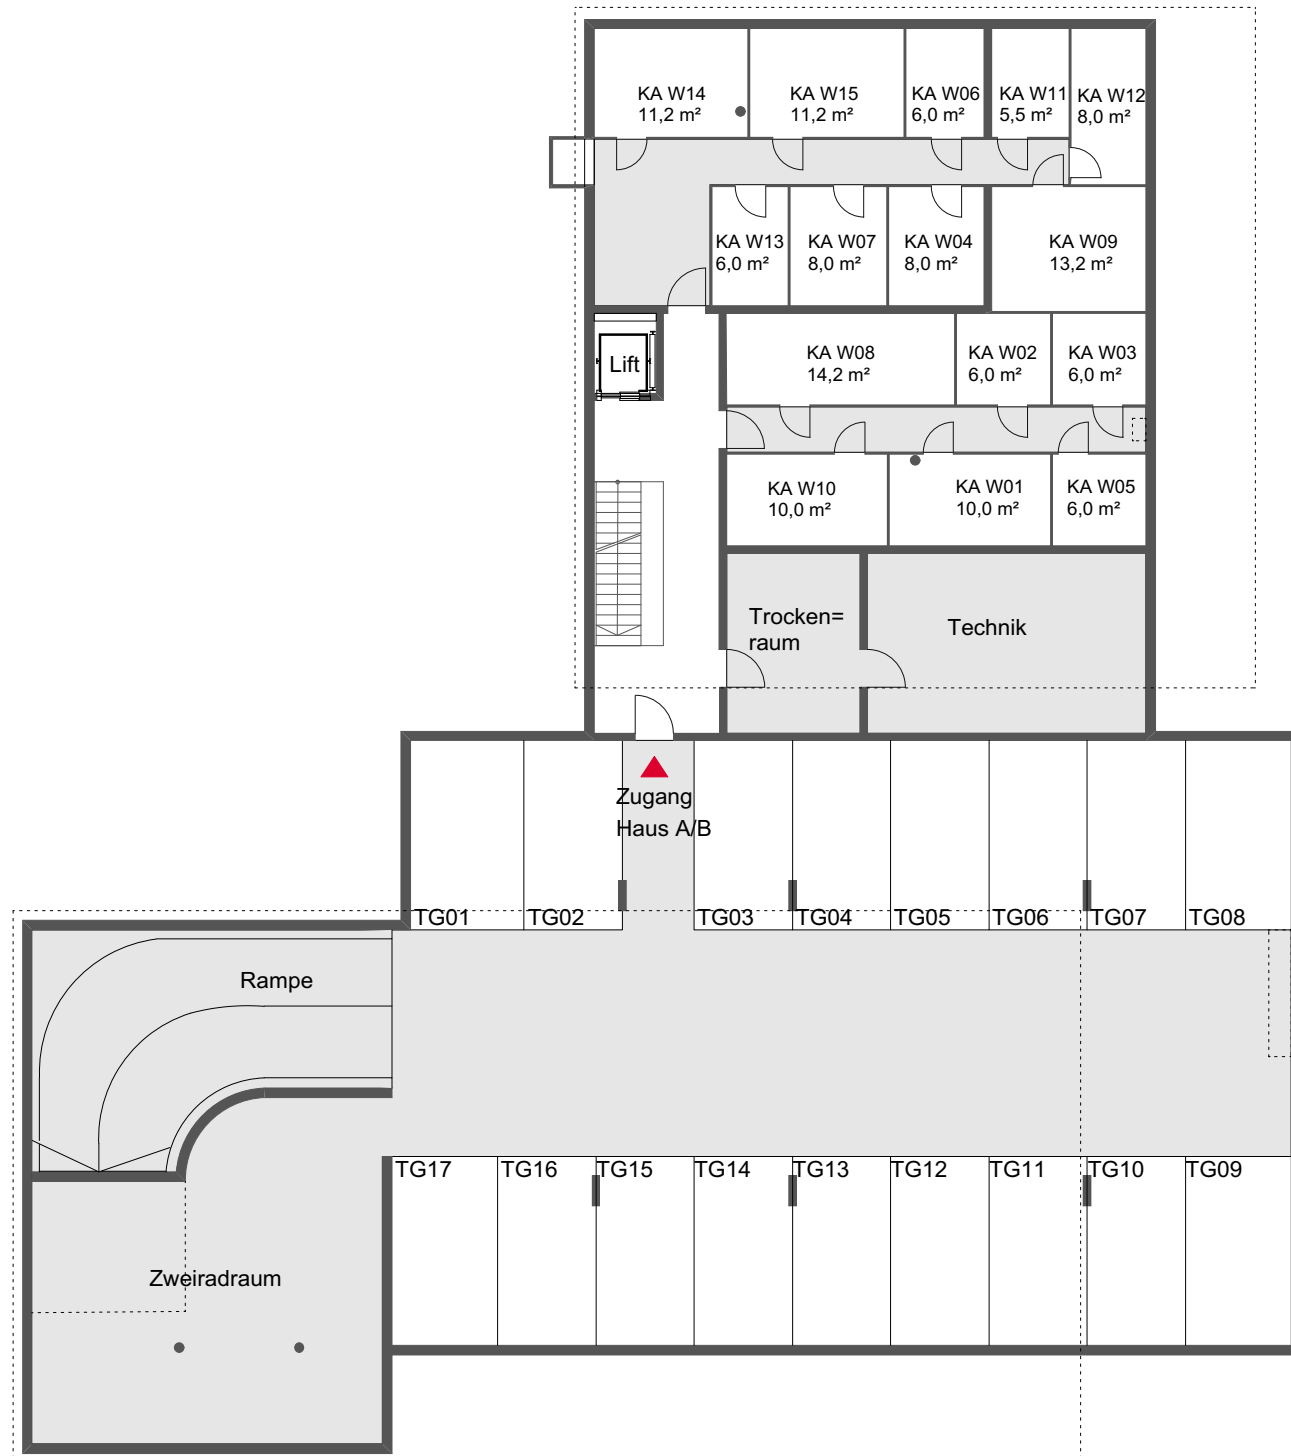 KA W14
11,2 m²
KA W15
11,2 m²
KA W06
6,0 m²
KA W11
5,5 m²
KA W12
8,0 m²
KA W13
6,0 m²
KA W07
8,0 m²
KA W04
8,0 m²
KA W09
13,2 m²
Lift
KA W08
14,2 m²
KA W02
6,0 m²
KA W03
6,0 m²
KA W10
10,0 m²
KA W01
10,0 m²
KA W05
6,0 m²
Trocken=
raum
Technik
Zugang
Haus A/B
TG01
TG02
TG03
TG04
TG05
TG06
TG07
TG08
Rampe
TG17
TG16
TG15
TG14
TG13
TG12
TG11
TG10
TG09
Zweiradraum